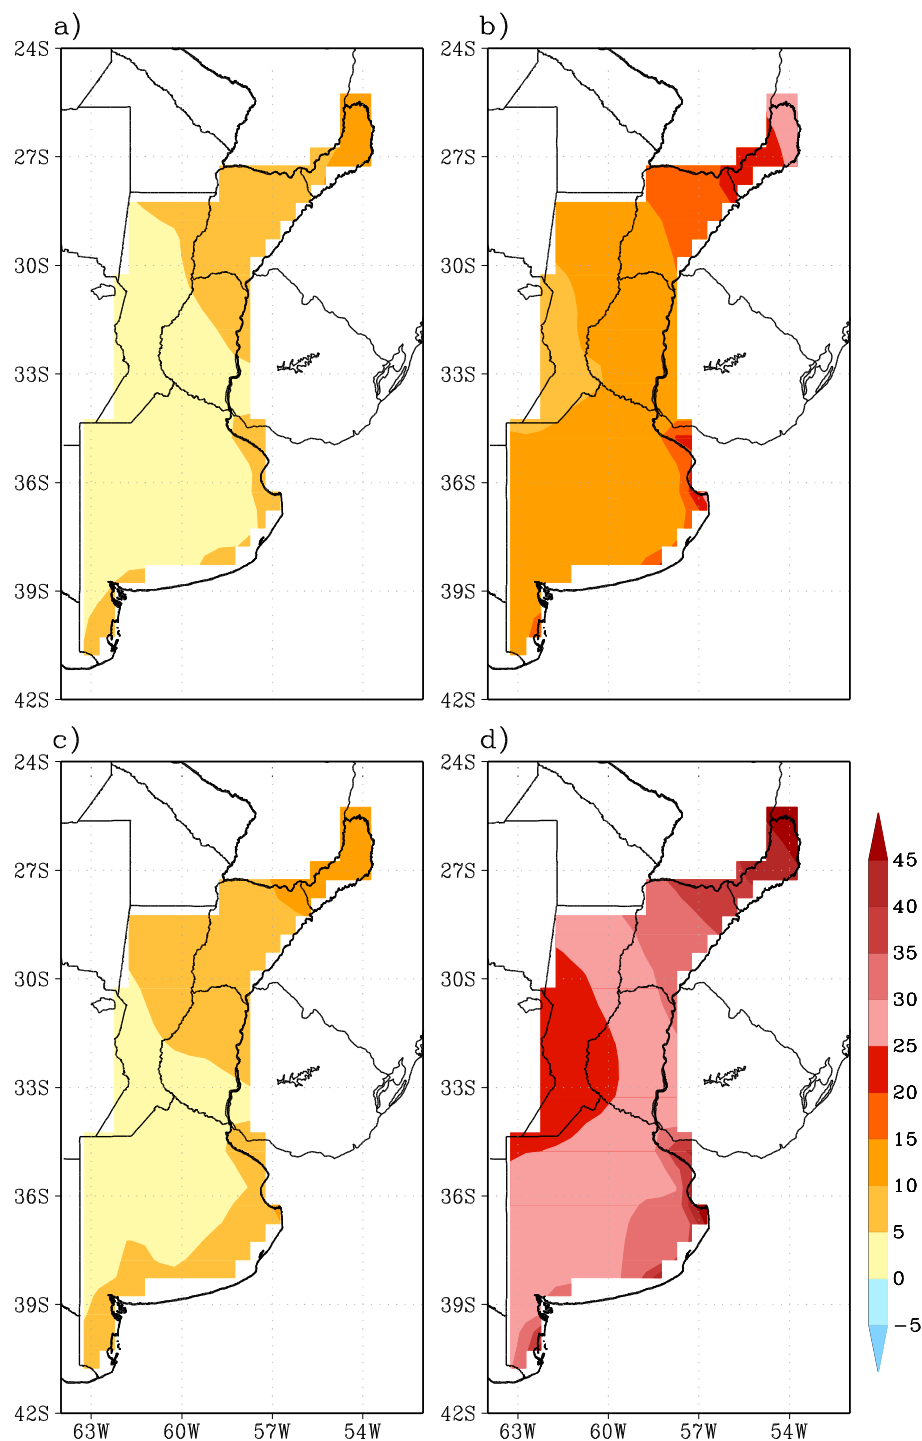 a) b)
24S 24S
27S 27S
30S 30S
33S 33S
36S 36S
39S 39S
42S 42S
c) d)
24S 24S
27S 27S 45
40
35
30S 30S 30
25
33S 33S 20
15
36S 36S 10
5
0
39S 39S −5
42S 42S
63W 60W 57W 54W 63W 60W 57W 54W